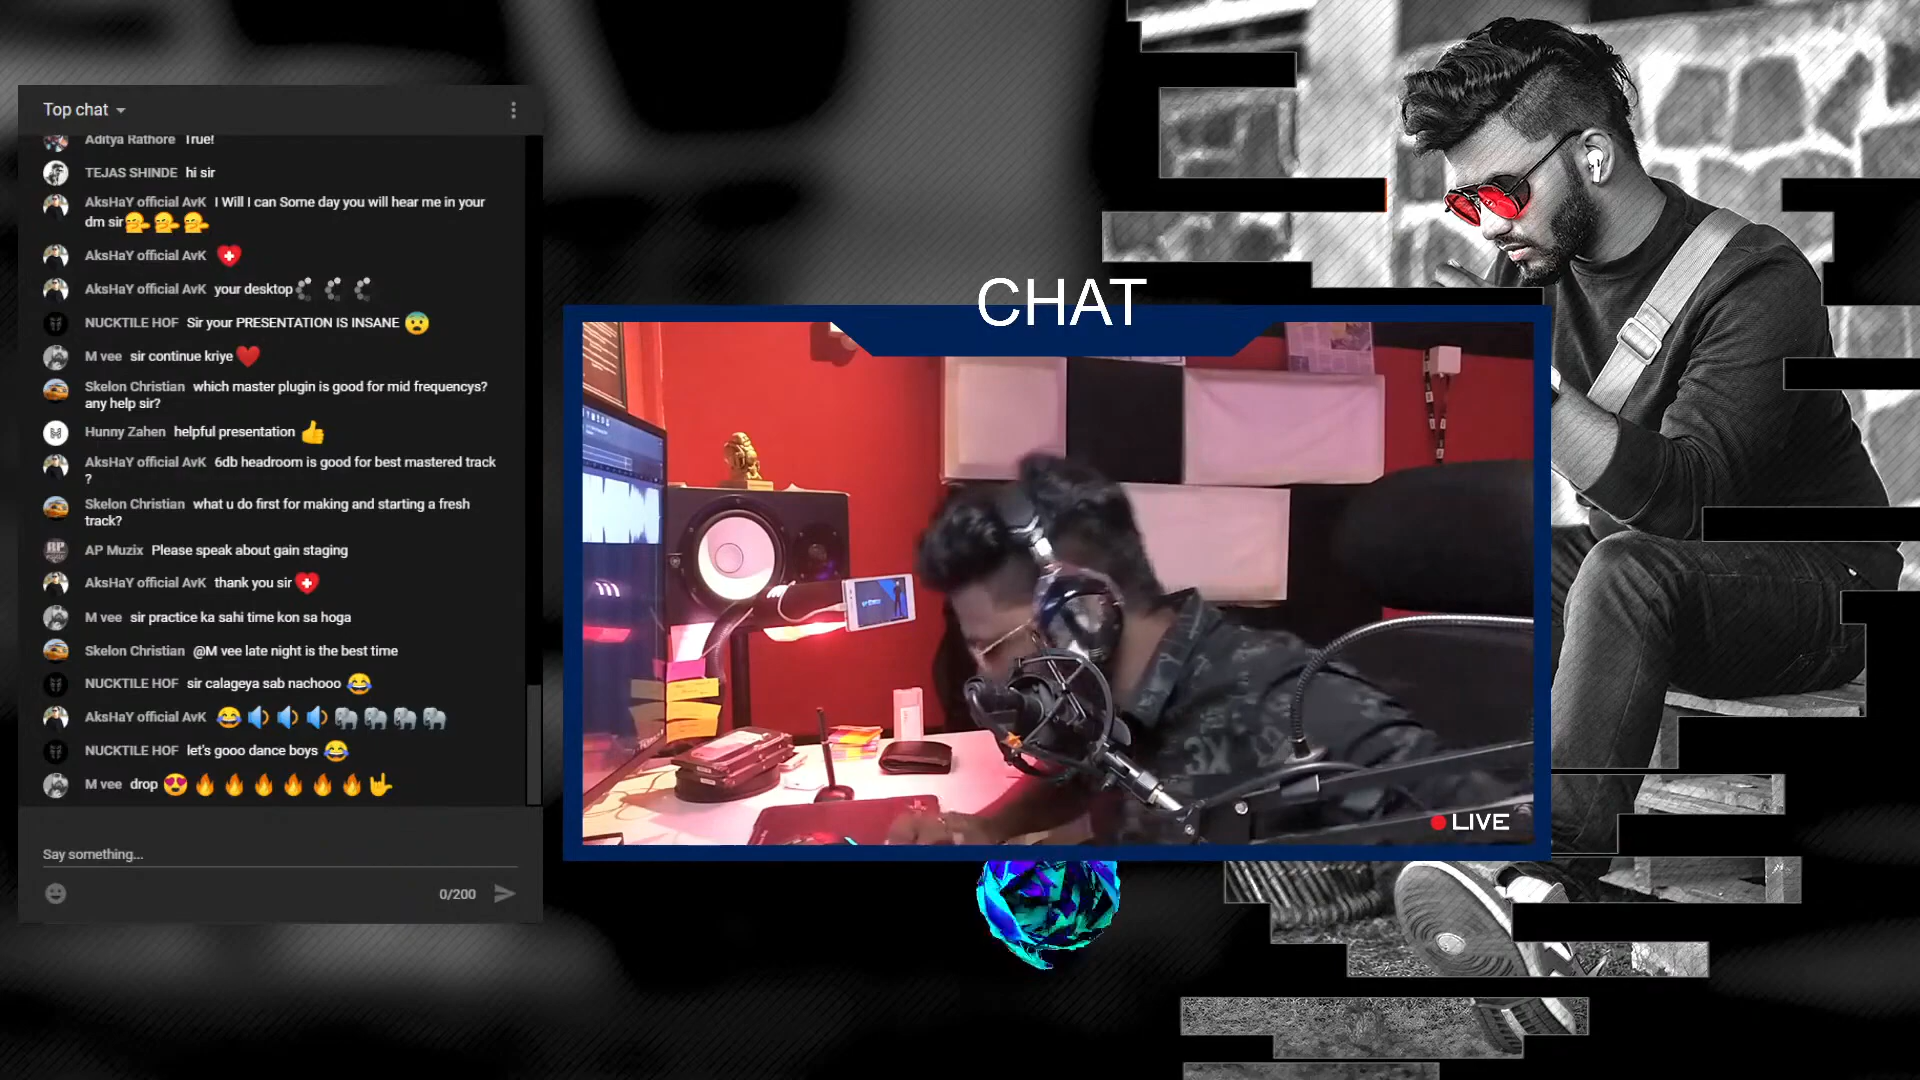 Top chat
Aditya Rathore True!
TEJAS SHINDE hi sir
AksHaY official AvK I Will I can Some day you will hear me in your
dm sir
AksHaY official AvK
AksHaY official AvK your desktop
NUCKTILE HOF Sir your PRESENTATION IS INSANE 😨
M vee sir continue kriye ❤️
Skelon Christian which master plugin is good for mid frequencys?
any help sir?
Hunny Zahen helpful presentation 👍
AksHaY official AvK 6db headroom is good for best mastered track
?
Skelon Christian what u do first for making and starting a fresh
track?
AP Muzix Please speak about gain staging
AksHaY official AvK thank you sir
M vee sir practice ka sahi time kon sa hoga
Skelon Christian @M vee late night is the best time
NUCKTILE HOF sir calageya sab nachooo 😂
AksHaY official AvK 😂 🔈 🔈 🔈 🐘 🐘 🐘 🐘
NUCKTILE HOF let's gooo dance boys 😂
M vee drop 😍 🔥 🔥 🔥 🔥 🔥 🔥 🤟
Say something...
0/200
CHAT
3X
LIVE